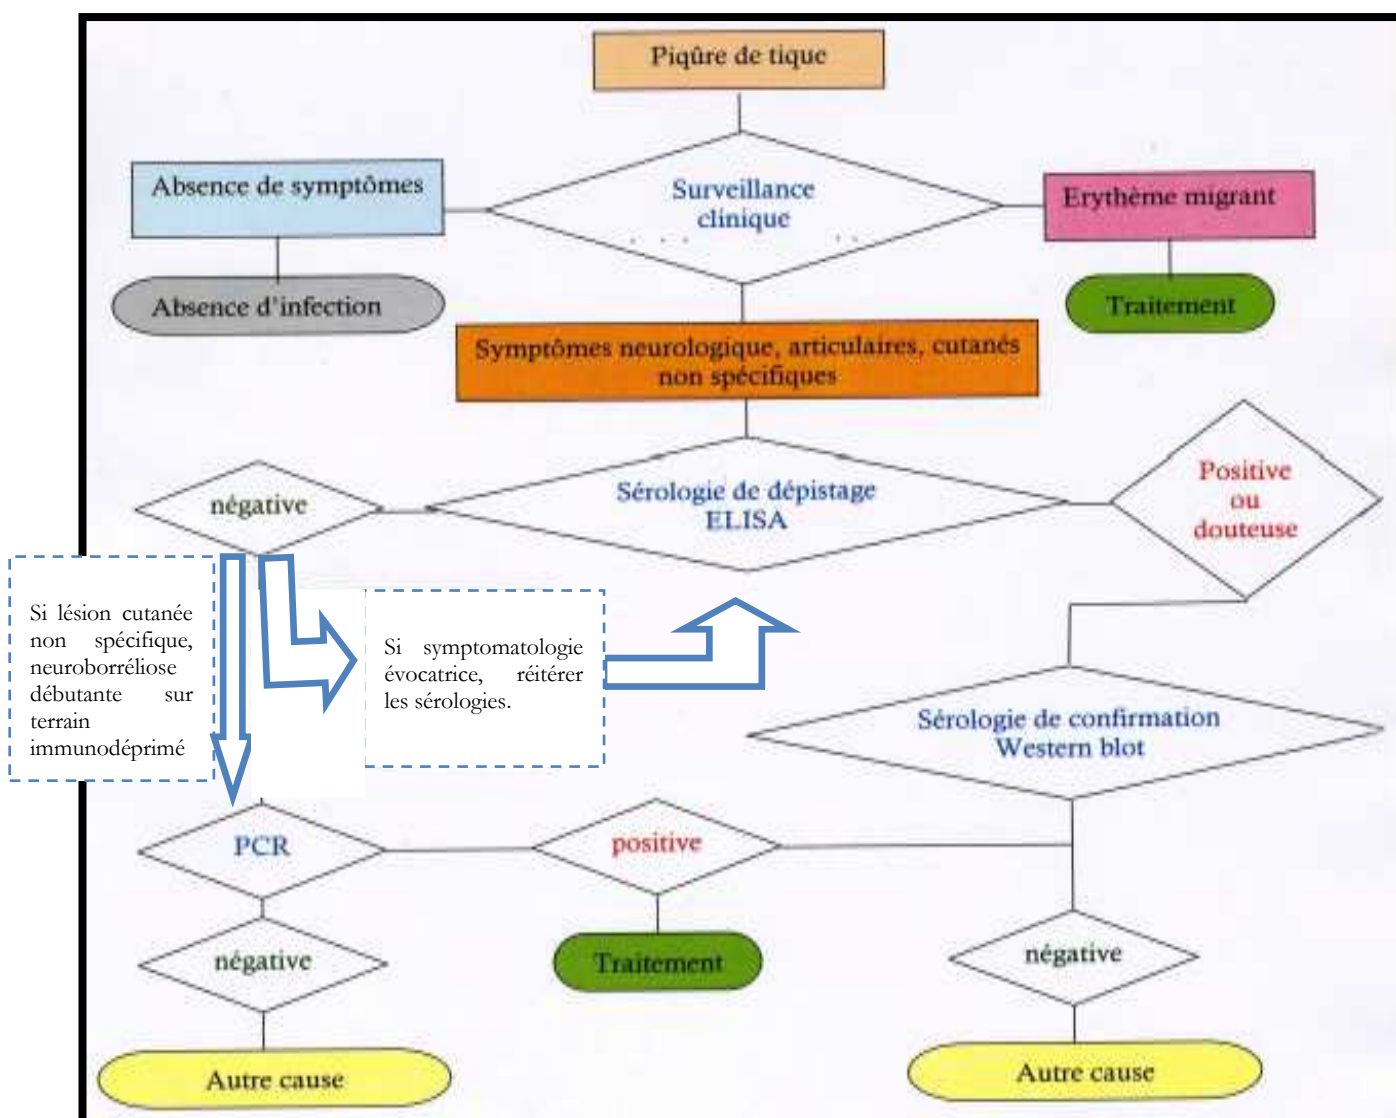 Piqûre de tique
Absence de symptômes
Surveillance
clinique
Erythème migrant
Absence d'infection
Traitement
Symptômes neurologique, articulaires, cutanés
non spécifiques
négative
Sérologie de dépistage
ELISA
Positive
ou
douteuse
Si lésion cutanée
non spécifique,
neuroborréliose
débutante sur
terrain
immunodéprimé
Si symptomatologie
évocatrice, réitérer
les sérologies.
Sérologie de confirmation
Western blot
PCR
positive
négative
Traitement
négative
Autre cause
Autre cause